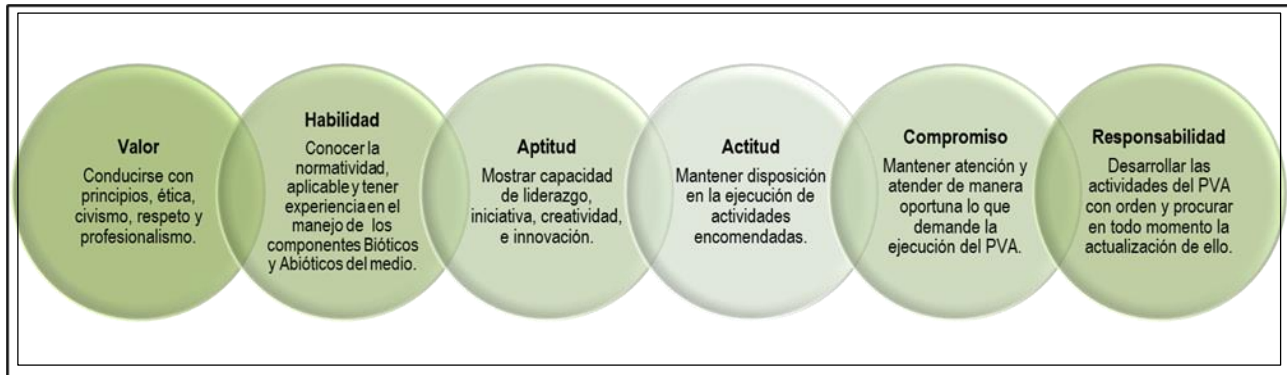 Valor
Conducirse con
principios, ética,
civismo, respeto y
profesionalismo.
Habilidad
Conocer la
normatividad,
aplicable y tener
experiencia en el
manejo de los
componentes Bióticos
y Abióticos del medio.
Aptitud
Mostrar capacidad
de liderazgo,
iniciativa, creatividad,
e innovación.
Actitud
Mantener disposición
en la ejecución de
actividades
encomendadas.
Compromiso
Mantener atención y
atender de manera
oportuna lo que
demande la
ejecución del PVA.
Responsabilidad
Desarrollar las
actividades del PVA
con orden y procurar
en todo momento la
actualización de ello.